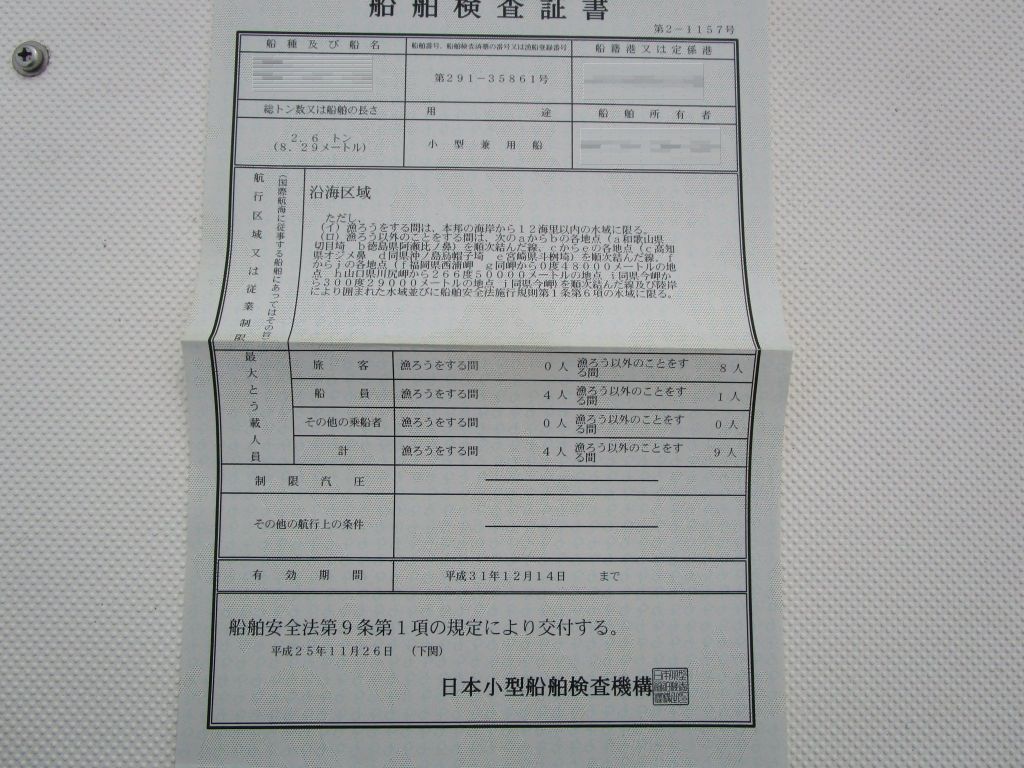 船舶検査証書
第2－1157号
船種及び船名
船舶番号、船舶検査済票の番号又は漁船登録番号
船籍港又は定係港
第291－35861号
総トン数又は船舶の長さ
用途
船舶所有者
2.6 トン
(8.29メートル)
小型兼用船
航行区域又は従業制限
(国際航海に従事する船舶にあってはその旨)
沿海区域
ただし、
(イ)漁ろうをする間は、本邦の海岸から12海里以内の水域に限る。
(ロ)漁ろう以外のことをする間は、次のaからbの各地点(a和歌山県
切目埼 b徳島県阿瀬比ノ鼻)を順次結んだ線、cからeの各地点(c高知
県オジメ鼻 d同県沖ノ島烏帽子埼 e宮崎県斗桝埼)を順次結んだ線、f
からjの各地点(f福岡県西浦岬 g同岬から0度48000メートルの地
点 h山口県川尻岬から266度50000メートルの地点 i同県今岬か
ら300度29000メートルの地点 j同県今岬)を順次結んだ線及び陸岸
により囲まれた水域並びに船舶安全法施行規則第1条第6項の水域に限る。
最大とう載人員
旅客 漁ろうをする間 0人 漁ろう以外のことをする間 8人
船員 漁ろうをする間 4人 漁ろう以外のことをする間 1人
その他の乗船者 漁ろうをする間 0人 漁ろう以外のことをする間 0人
計 漁ろうをする間 4人 漁ろう以外のことをする間 9人
制限汽圧
その他の航行上の条件
有効期間 平成31年12月14日 まで
船舶安全法第9条第1項の規定により交付する。
平成25年11月26日 (下関)
日本小型船舶検査機構